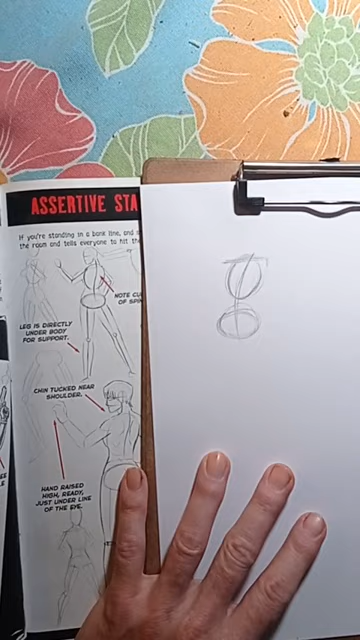 ASSERTIVE STA
If you're standing in a bank line, and
the room and tells everyone to hit the
NOTE CU
OF SPIN
LEG IS DIRECTLY
UNDER BODY
FOR SUPPORT.
CHIN TUCKED NEAR
SHOULDER.
HAND RAISED
HIGH, READY,
JUST UNDER LINE
OF THE EYE.